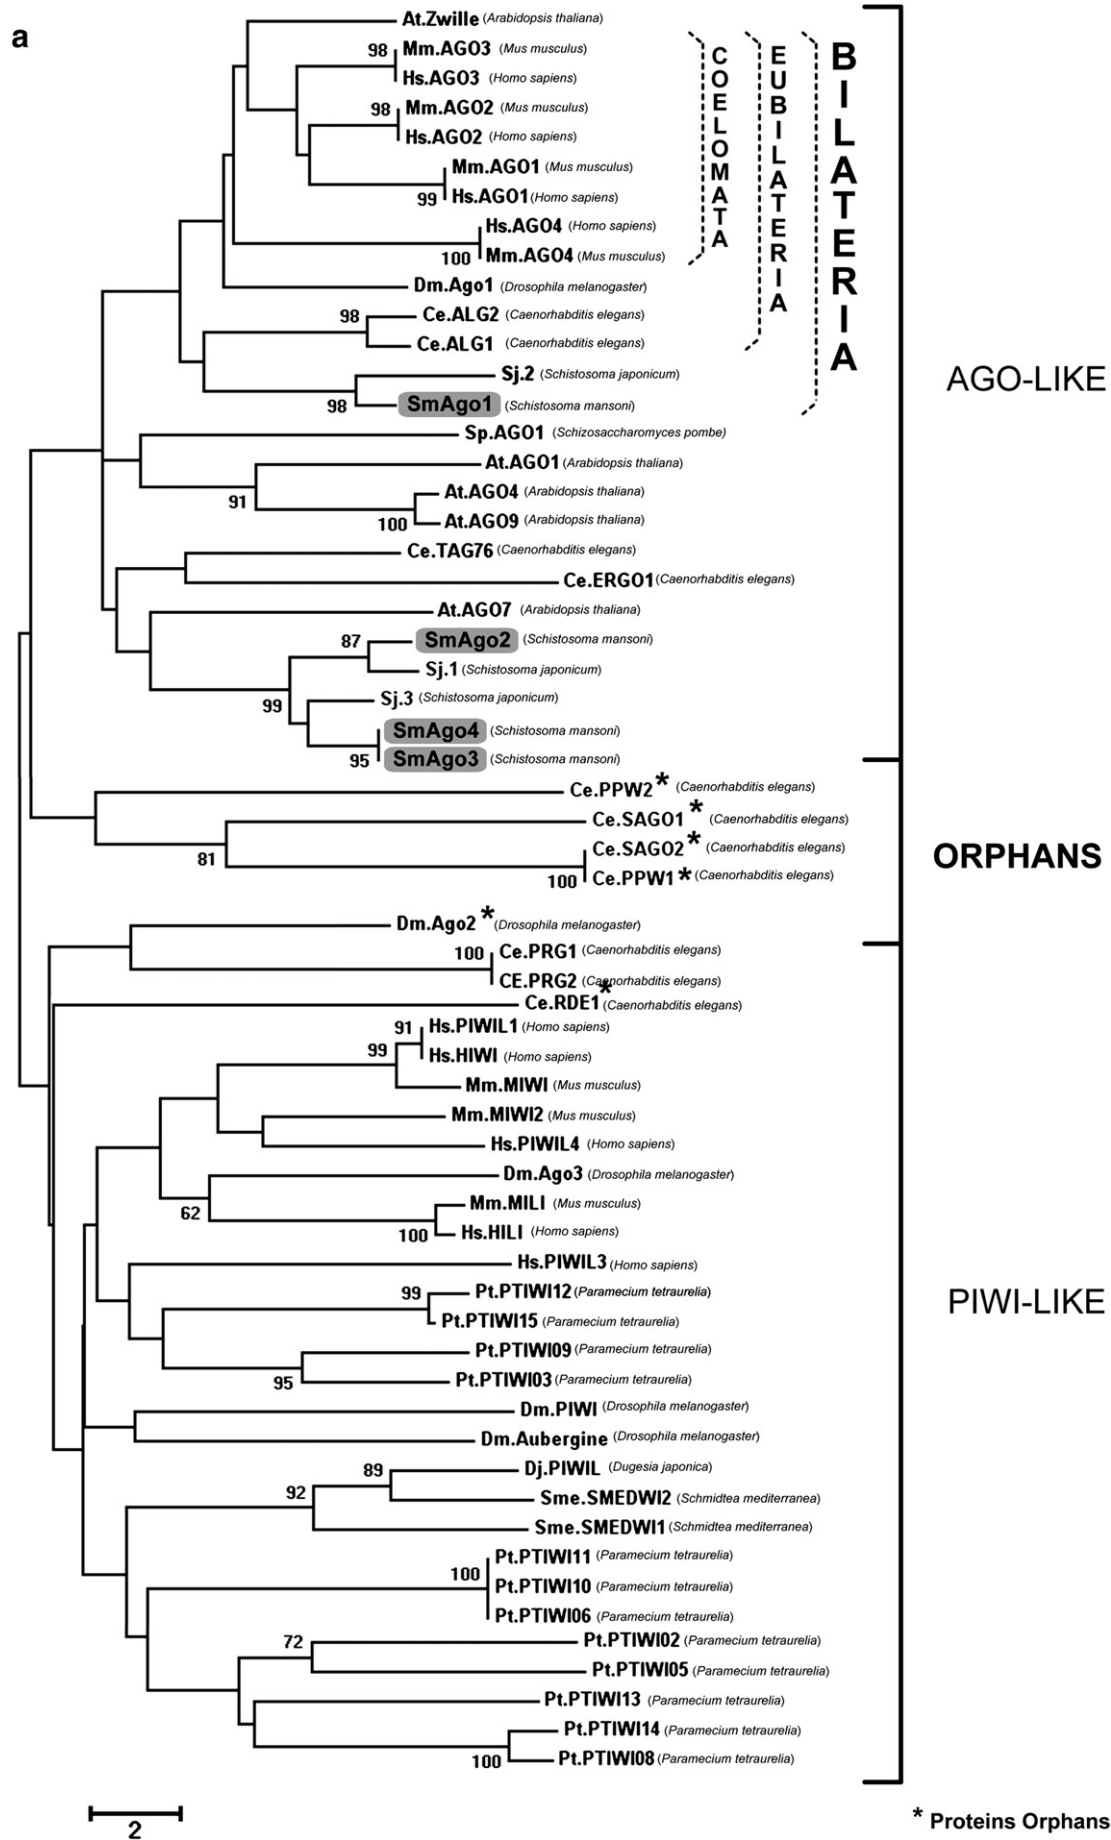 a
At.Zwille (Arabidopsis thaliana)
98 Mm.AGO3 (Mus musculus)
Hs.AGO3 (Homo sapiens)
98 Mm.AGO2 (Mus musculus)
Hs.AGO2 (Homo sapiens)
Mm.AGO1 (Mus musculus)
99 Hs.AGO1 (Homo sapiens)
Hs.AGO4 (Homo sapiens)
100 Mm.AGO4 (Mus musculus)
Dm.Ago1 (Drosophila melanogaster)
98 Ce.ALG2 (Caenorhabditis elegans)
Ce.ALG1 (Caenorhabditis elegans)
Sj.2 (Schistosoma japonicum)
98 SmAgo1 (Schistosoma mansoni)
Sp.AGO1 (Schizosaccharomyces pombe)
At.AGO1 (Arabidopsis thaliana)
91 At.AGO4 (Arabidopsis thaliana)
100 At.AGO9 (Arabidopsis thaliana)
Ce.TAG76 (Caenorhabditis elegans)
Ce.ERGO1 (Caenorhabditis elegans)
At.AGO7 (Arabidopsis thaliana)
87 SmAgo2 (Schistosoma mansoni)
Sj.1 (Schistosoma japonicum)
99 Sj.3 (Schistosoma japonicum)
SmAgo4 (Schistosoma mansoni)
95 SmAgo3 (Schistosoma mansoni)
COELOMATA
EUBILATERIA
BILATERIA
AGO-LIKE
Ce.PPW2* (Caenorhabditis elegans)
Ce.SAGO1* (Caenorhabditis elegans)
81 Ce.SAGO2* (Caenorhabditis elegans)
100 Ce.PPW1* (Caenorhabditis elegans)
ORPHANS
Dm.Ago2* (Drosophila melanogaster)
100 Ce.PRG1 (Caenorhabditis elegans)
CE.PRG2 (Caenorhabditis elegans)
Ce.RDE1* (Caenorhabditis elegans)
91 Hs.PIWIL1 (Homo sapiens)
99 Hs.HIWI (Homo sapiens)
Mm.MIWI (Mus musculus)
Mm.MIWI2 (Mus musculus)
Hs.PIWIL4 (Homo sapiens)
Dm.Ago3 (Drosophila melanogaster)
62 Mm.MILI (Mus musculus)
100 Hs.HILI (Homo sapiens)
Hs.PIWIL3 (Homo sapiens)
99 Pt.PTIWI12 (Paramecium tetraurelia)
Pt.PTIWI15 (Paramecium tetraurelia)
Pt.PTIWI09 (Paramecium tetraurelia)
95 Pt.PTIWI03 (Paramecium tetraurelia)
Dm.PIWI (Drosophila melanogaster)
Dm.Aubergine (Drosophila melanogaster)
89 Dj.PIWIL (Dugesia japonica)
92 Sme.SMEDWI2 (Schmidtea mediterranea)
Sme.SMEDWI1 (Schmidtea mediterranea)
Pt.PTIWI11 (Paramecium tetraurelia)
100 Pt.PTIWI10 (Paramecium tetraurelia)
Pt.PTIWI06 (Paramecium tetraurelia)
72 Pt.PTIWI02 (Paramecium tetraurelia)
Pt.PTIWI05 (Paramecium tetraurelia)
Pt.PTIWI13 (Paramecium tetraurelia)
Pt.PTIWI14 (Paramecium tetraurelia)
100 Pt.PTIWI08 (Paramecium tetraurelia)
PIWI-LIKE
2
* Proteins Orphans